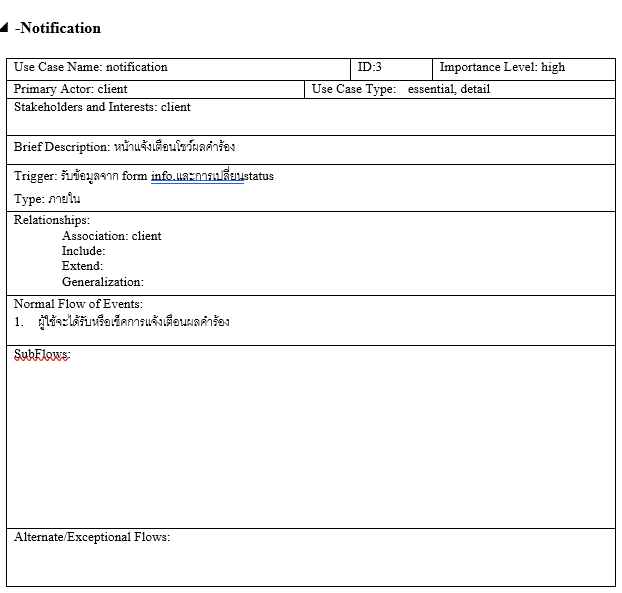 -Notification
Use Case Name: notification ID:3 Importance Level: high
Primary Actor: client Use Case Type: essential, detail
Stakeholders and Interests: client
Brief Description: หน้าแจ้งเตือนโชว์ผลคำร้อง
Trigger: รับข้อมูลจาก form info.และการเปลี่ยนstatus
Type: ภายใน
Relationships:
Association: client
Include:
Extend:
Generalization:
Normal Flow of Events:
1. ผู้ใช้จะได้รับหรือเช็คการแจ้งเตือนผลคำร้อง
SubFlows:
Alternate/Exceptional Flows: